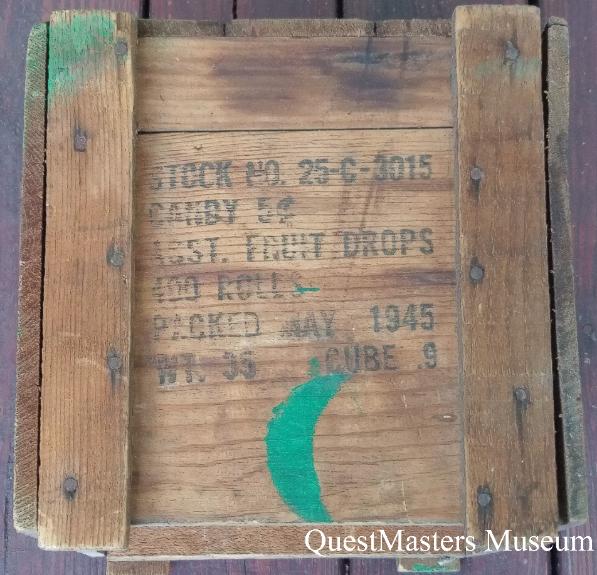 STOCK NO. 25-C-3015
CANDY 5¢
ASST. FRUIT DROPS
400 ROLLS
PACKED MAY 1945
WT. 35 CUBE .9
QuestMasters Museum